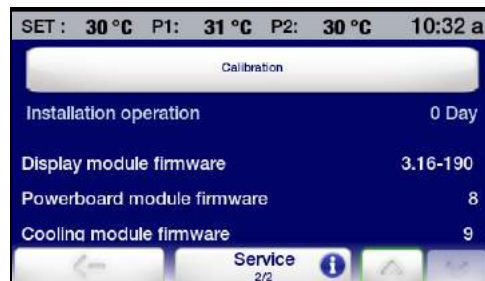 SET : 30 °C P1: 31 °C P2: 30 °C 10:32 a
Calibration
Installation operation 0 Day
Display module firmware 3.16-190
Powerboard module firmware 8
Cooling module firmware 9
Service
2/2